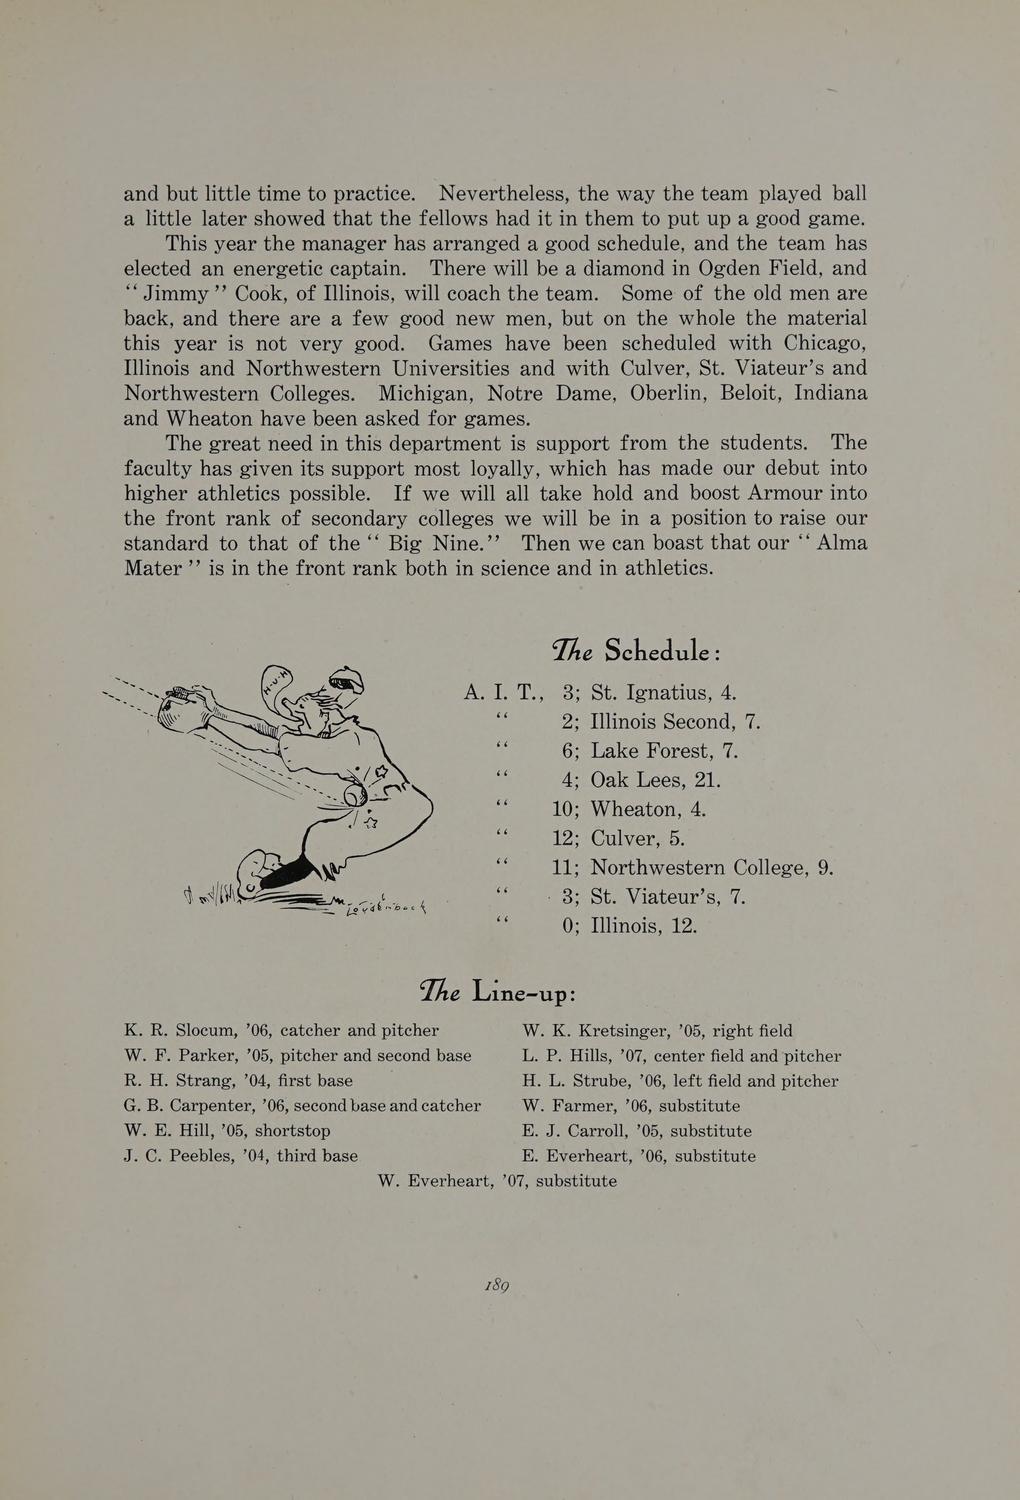 and but little time to practice. Nevertheless, the way the team played ball
a little later showed that the fellows had it in them to put up a good game.
This year the manager has arranged a good schedule, and the team has
elected an energetic captain. There will be a diamond in Ogden Field, and
‘‘ Jimmy ’’ Cook, of Illinois, will coach the team. Some of the old men are
back, and there are a few good new men, but on the whole the material
this year is not very good. Games have been scheduled with Chicago,
Illinois and Northwestern Universities and with Culver, St. Viateur’s and
Northwestern Colleges. Michigan, Notre Dame, Oberlin, Beloit, Indiana
and Wheaton have been asked for games.
The great need in this department is support from the students. The
faculty has given its support most loyally, which has made our debut into
higher athletics possible. If we will all take hold and boost Armour into
the front rank of secondary colleges we will be in a position to raise our
standard to that of the ‘‘ Big Nine.’’ Then we can boast that our ‘‘ Alma
Mater ’’ is in the front rank both in science and in athletics.
The Schedule:
A. I. T., 3; St. Ignatius, 4.
‘‘ 2; Illinois Second, 7.
‘‘ 6; Lake Forest, 7.
‘‘ 4; Oak Lees, 21.
‘‘ 10; Wheaton, 4.
‘‘ 12; Culver, 5.
‘‘ 11; Northwestern College, 9.
‘‘ 3; St. Viateur’s, 7.
‘‘ 0; Illinois, 12.
H-U-H
The Line-up:
K. R. Slocum, ’06, catcher and pitcher
W. F. Parker, ’05, pitcher and second base
R. H. Strang, ’04, first base
G. B. Carpenter, ’06, second base and catcher
W. E. Hill, ’05, shortstop
J. C. Peebles, ’04, third base
W. K. Kretsinger, ’05, right field
L. P. Hills, ’07, center field and pitcher
H. L. Strube, ’06, left field and pitcher
W. Farmer, ’06, substitute
E. J. Carroll, ’05, substitute
E. Everheart, ’06, substitute
W. Everheart, ’07, substitute
189